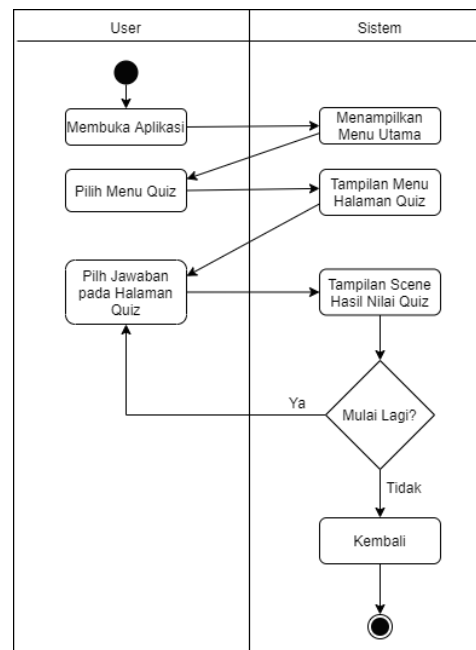 User
Sistem
Membuka Aplikasi
Menampilkan
Menu Utama
Pilih Menu Quiz
Tampilan Menu
Halaman Quiz
Pilh Jawaban
pada Halaman
Quiz
Tampilan Scene
Hasil Nilai Quiz
Ya
Mulai Lagi?
Tidak
Kembali